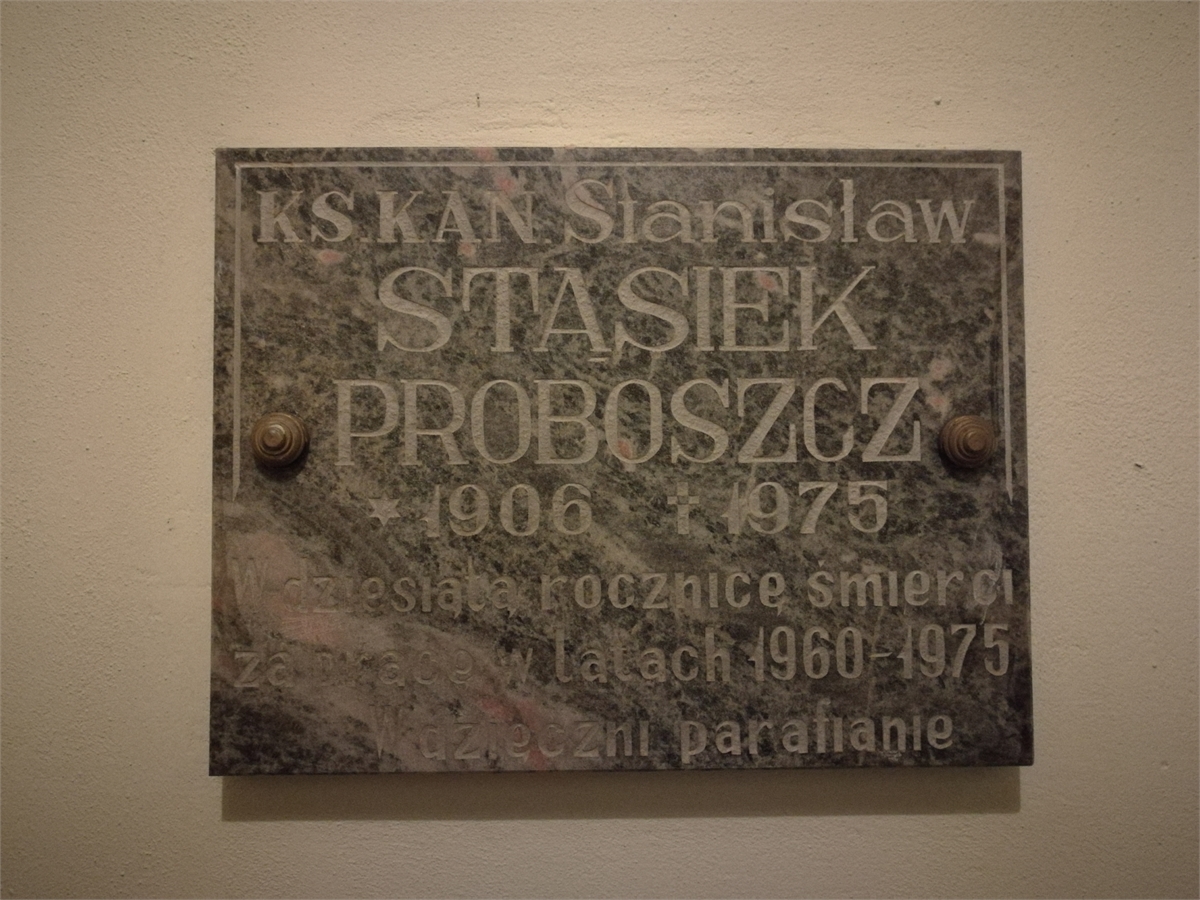 KS.KAN. Stanisław
STĄSIEK
PROBOSZCZ
* 1906 † 1975
W dziesiątą rocznicę śmierci
za pracę w latach 1960-1975
Wdzięczni parafianie